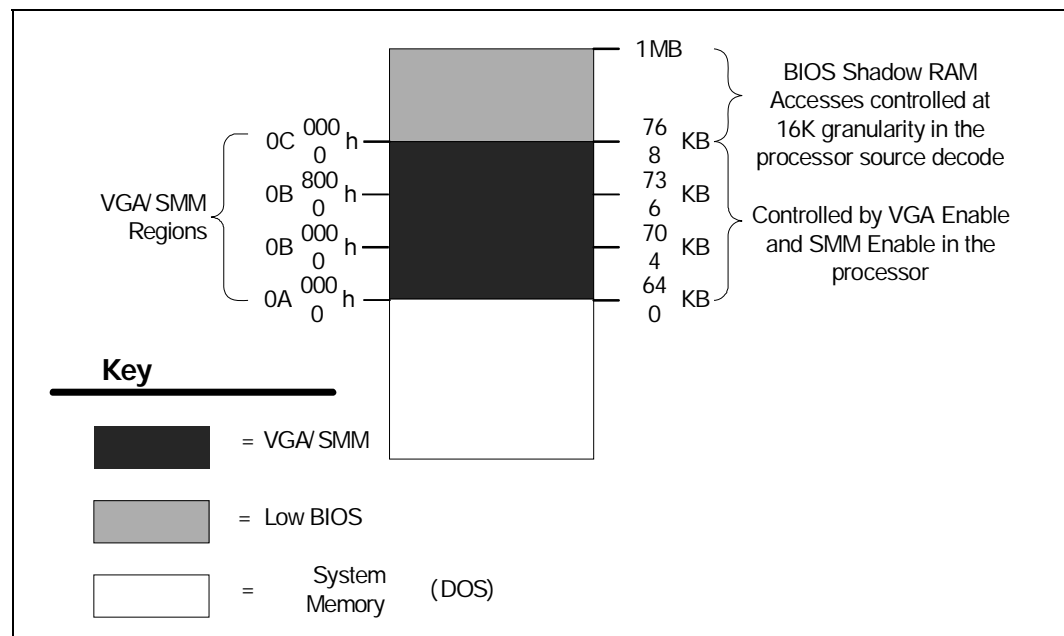 1MB
BIOS Shadow RAM
Accesses controlled at
16K granularity in the
processor source decode
0C 000
0 h
76
8 KB
0B 800
0 h
73
6 KB
VGA/SMM
Regions
Controlled by VGA Enable
and SMM Enable in the
processor
0B 000
0 h
70
4 KB
0A 000
0 h
64
0 KB
Key
= VGA/SMM
= Low BIOS
= System
Memory (DOS)